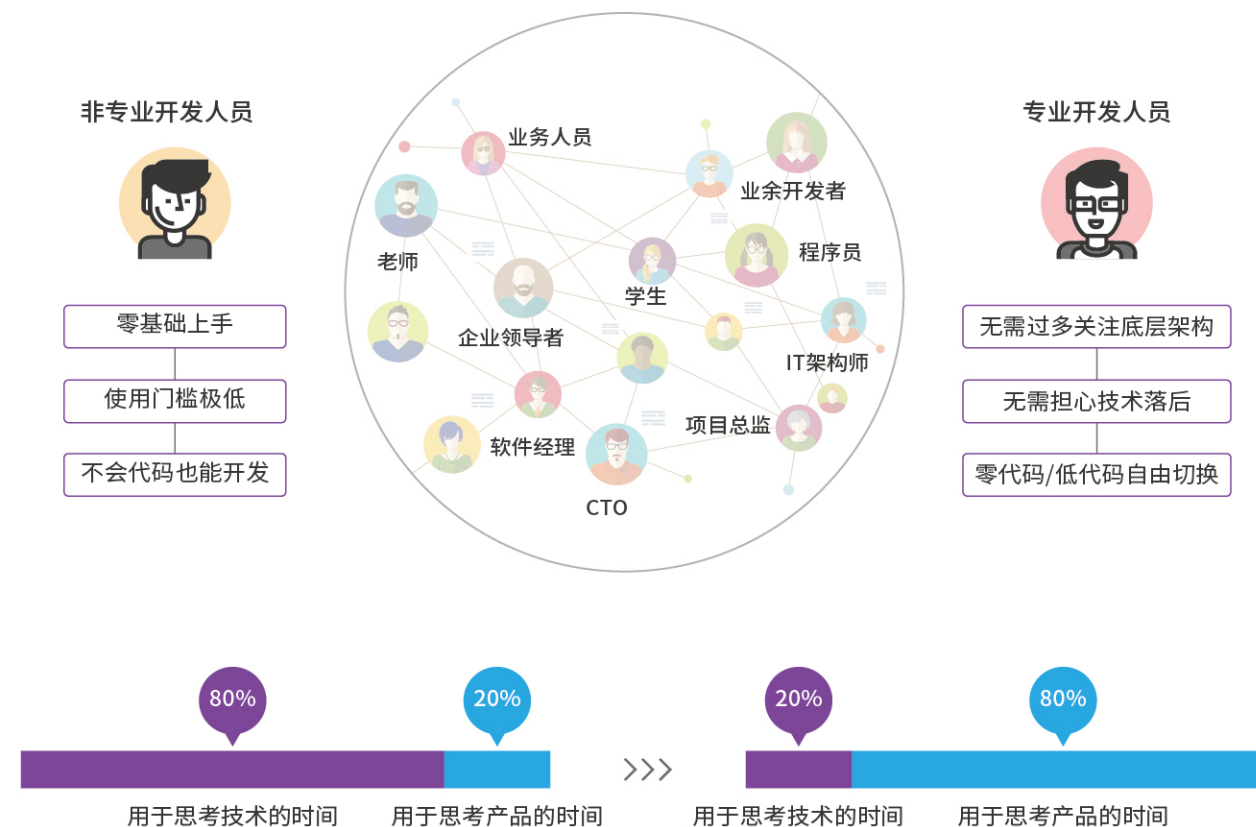 非专业开发人员
零基础上手
使用门槛极低
不会代码也能开发
业务人员
业余开发者
老师
程序员
学生
企业领导者
IT架构师
项目总监
软件经理
CTO
专业开发人员
无需过多关注底层架构
无需担心技术落后
零代码/低代码自由切换
80%
20%
20%
80%
用于思考技术的时间
用于思考产品的时间
用于思考技术的时间
用于思考产品的时间